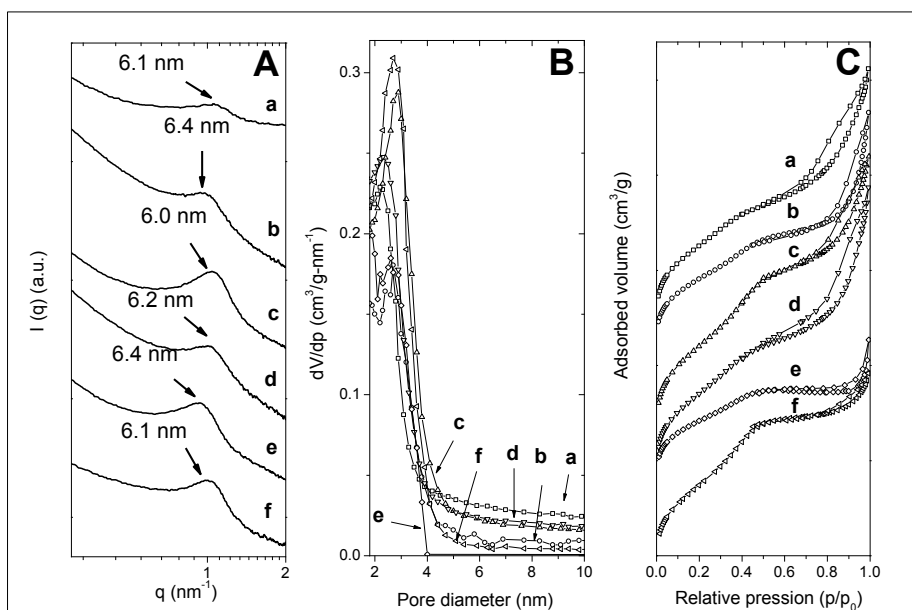 A
6.1 nm
a
6.4 nm
b
6.0 nm
c
6.2 nm
d
6.4 nm
e
6.1 nm
f
I (q) (a.u.)
1
2
q (nm⁻¹)
B
0.3
0.2
0.1
0.0
dV/dp (cm³/g-nm⁻¹)
c
f
d
b
a
e
2
4
6
8
10
Pore diameter (nm)
C
a
b
c
d
e
f
Adsorbed volume (cm³/g)
0.0
0.2
0.4
0.6
0.8
1.0
Relative pression (p/p₀)